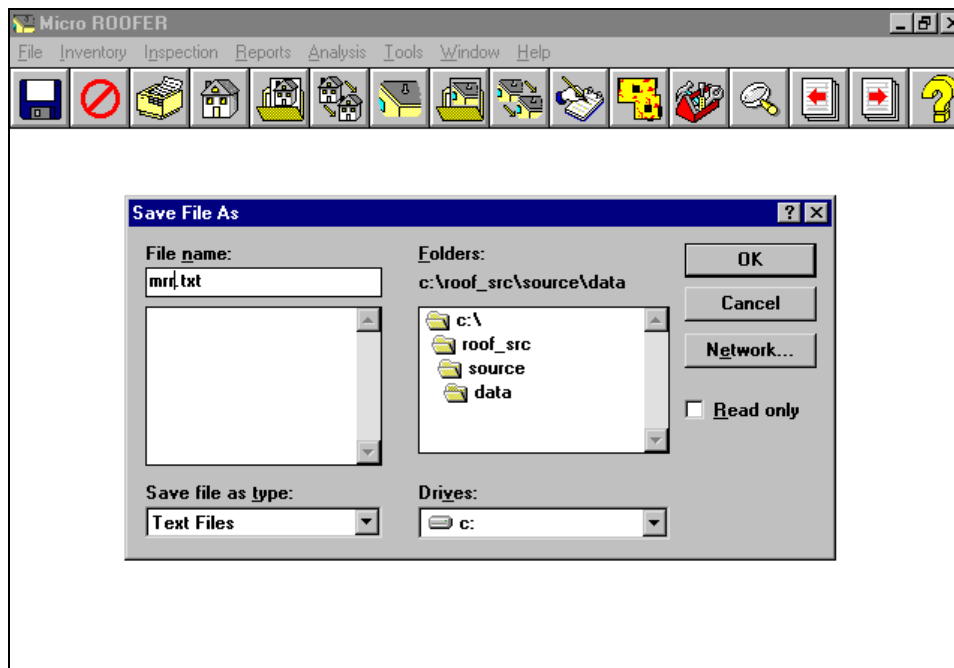 Micro ROOFER
File Inventory Inspection Reports Analysis Tools Window Help
Save File As
File name:
mrr.txt
Folders:
c:\roof_src\source\data
c:\
roof_src
source
data
OK
Cancel
Network...
Read only
Save file as type:
Text Files
Drives:
c: